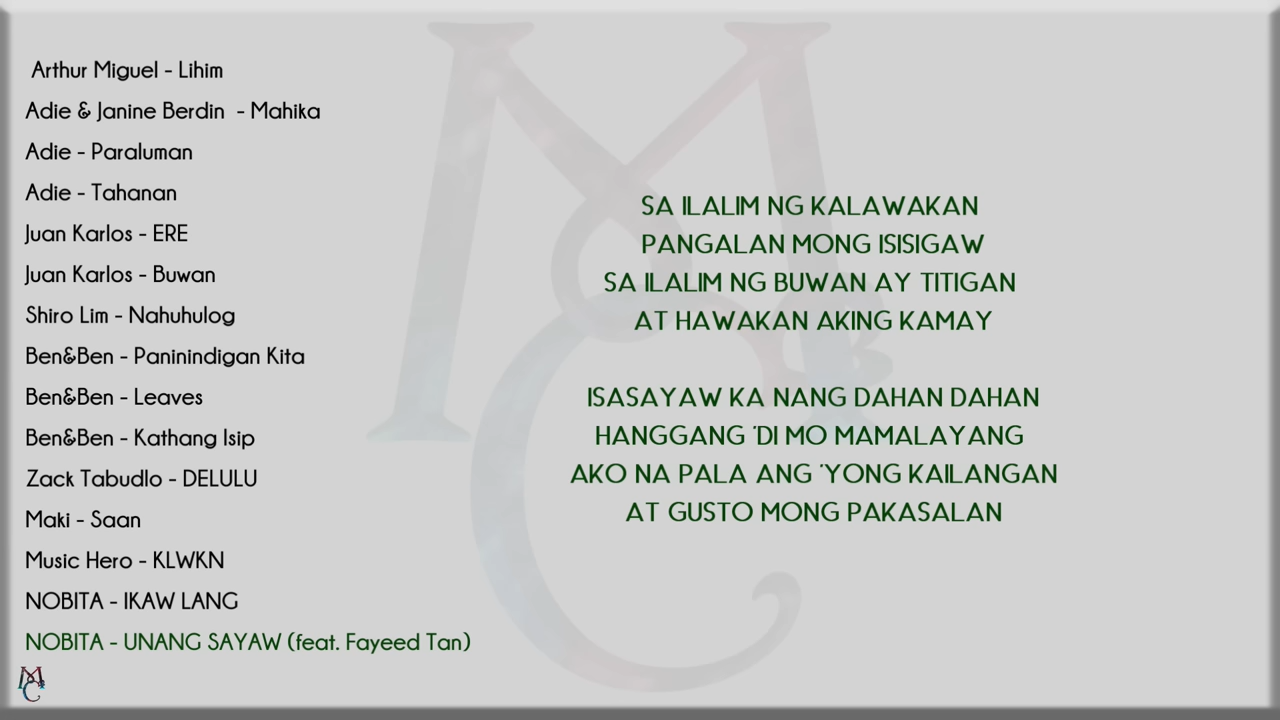 Arthur Miguel - Lihim
Adie & Janine Berdin - Mahika
Adie - Paraluman
Adie - Tahanan
Juan Karlos - ERE
Juan Karlos - Buwan
Shiro Lim - Nahuhulog
Ben&Ben - Paninindigan Kita
Ben&Ben - Leaves
Ben&Ben - Kathang Isip
Zack Tabudlo - DELULU
Maki - Saan
Music Hero - KLWKN
NOBITA - IKAW LANG
NOBITA - UNANG SAYAW (feat. Fayeed Tan)
MC
SA ILALIM NG KALAWAKAN
PANGALAN MONG ISISIGAW
SA ILALIM NG BUWAN AY TITIGAN
AT HAWAKAN AKING KAMAY
ISASAYAW KA NANG DAHAN DAHAN
HANGGANG 'DI MO MAMALAYANG
AKO NA PALA ANG 'YONG KAILANGAN
AT GUSTO MONG PAKASALAN